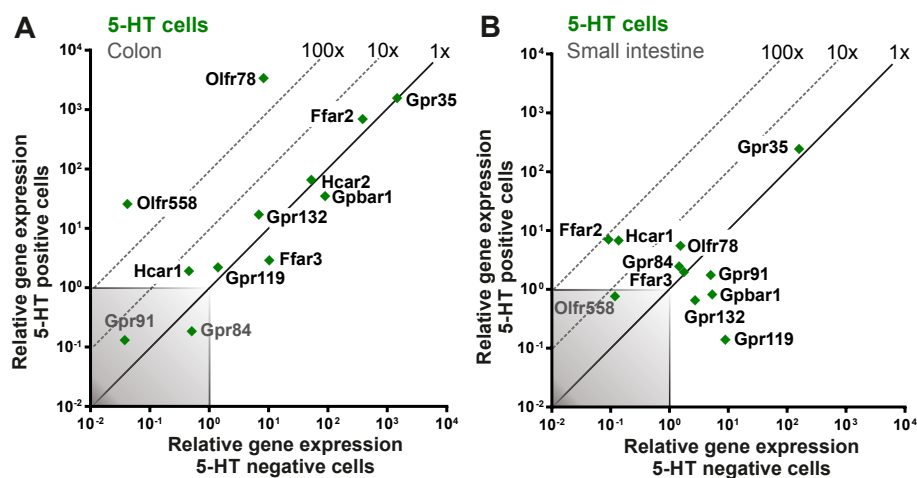 A
5-HT cells
Colon
100x
10x
1x
10⁴
10³
10²
10¹
10⁰
10⁻¹
10⁻²
Relative gene expression
5-HT positive cells
Olfr78
Gpr35
Ffar2
Hcar2
Gpbar1
Olfr558
Gpr132
Ffar3
Hcar1
Gpr119
Gpr91
Gpr84
10⁻²
10⁻¹
10⁰
10¹
10²
10³
10⁴
Relative gene expression
5-HT negative cells
B
5-HT cells
Small intestine
100x
10x
1x
10⁴
10³
10²
10¹
10⁰
10⁻¹
10⁻²
Relative gene expression
5-HT positive cells
Gpr35
Ffar2
Hcar1
Olfr78
Gpr84
Ffar3
Gpr91
Olfr558
Gpbar1
Gpr132
Gpr119
10⁻²
10⁻¹
10⁰
10¹
10²
10³
10⁴
Relative gene expression
5-HT negative cells